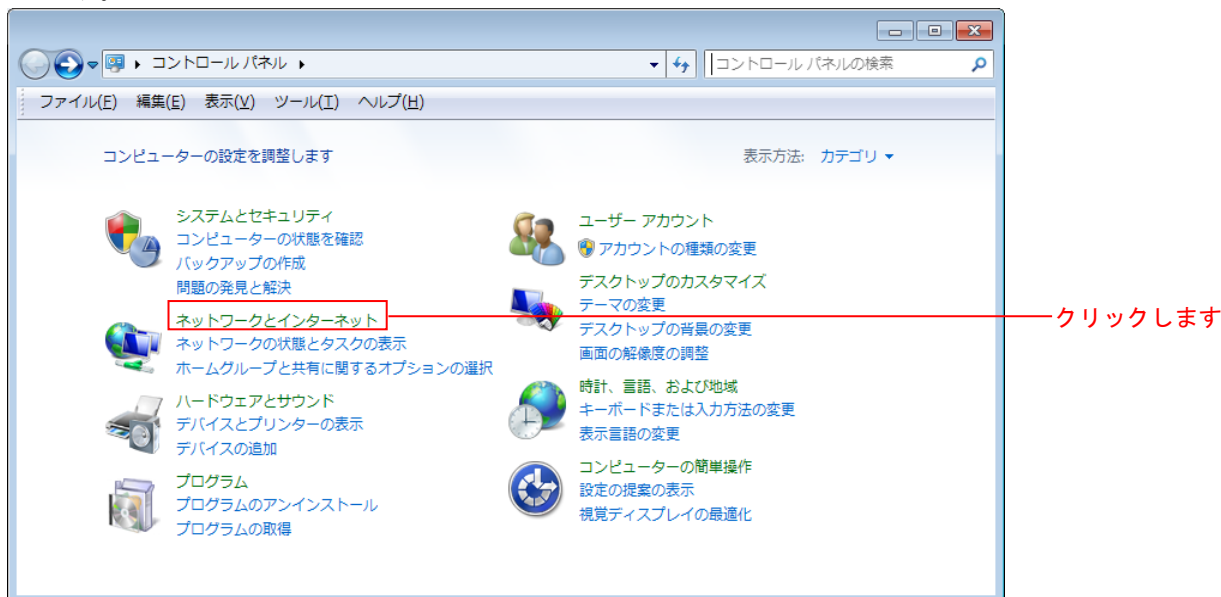 コントロール パネル
コントロール パネルの検索
ファイル(F) 編集(E) 表示(V) ツール(T) ヘルプ(H)
コンピューターの設定を調整します
表示方法: カテゴリ
システムとセキュリティ
コンピューターの状態を確認
バックアップの作成
問題の発見と解決
ネットワークとインターネット
ネットワークの状態とタスクの表示
ホームグループと共有に関するオプションの選択
ハードウェアとサウンド
デバイスとプリンターの表示
デバイスの追加
プログラム
プログラムのアンインストール
プログラムの取得
ユーザー アカウント
アカウントの種類の変更
デスクトップのカスタマイズ
テーマの変更
デスクトップの背景の変更
画面の解像度の調整
時計、言語、および地域
キーボードまたは入力方法の変更
表示言語の変更
コンピューターの簡単操作
設定の提案の表示
視覚ディスプレイの最適化
クリックします